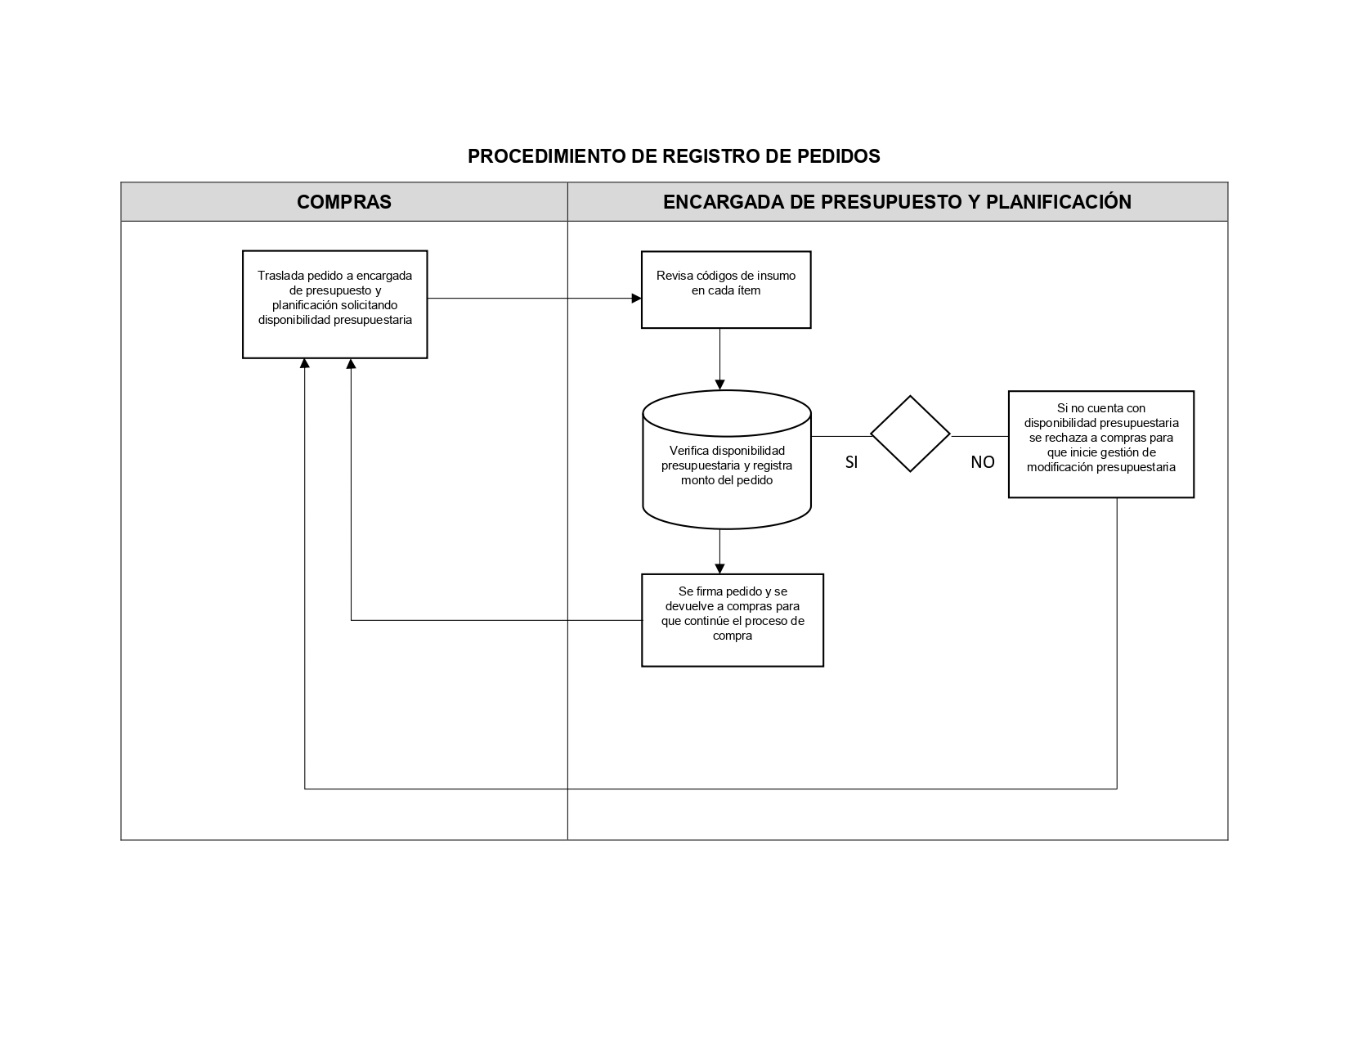 PROCEDIMIENTO DE REGISTRO DE PEDIDOS
COMPRAS
ENCARGADA DE PRESUPUESTO Y PLANIFICACIÓN
Traslada pedido a encargada
de presupuesto y
planificación solicitando
disponibilidad presupuestaria
Revisa códigos de insumo
en cada ítem
Verifica disponibilidad
presupuestaria y registra
monto del pedido
SI
NO
Si no cuenta con
disponibilidad presupuestaria
se rechaza a compras para
que inicie gestión de
modificación presupuestaria
Se firma pedido y se
devuelve a compras para
que continúe el proceso de
compra